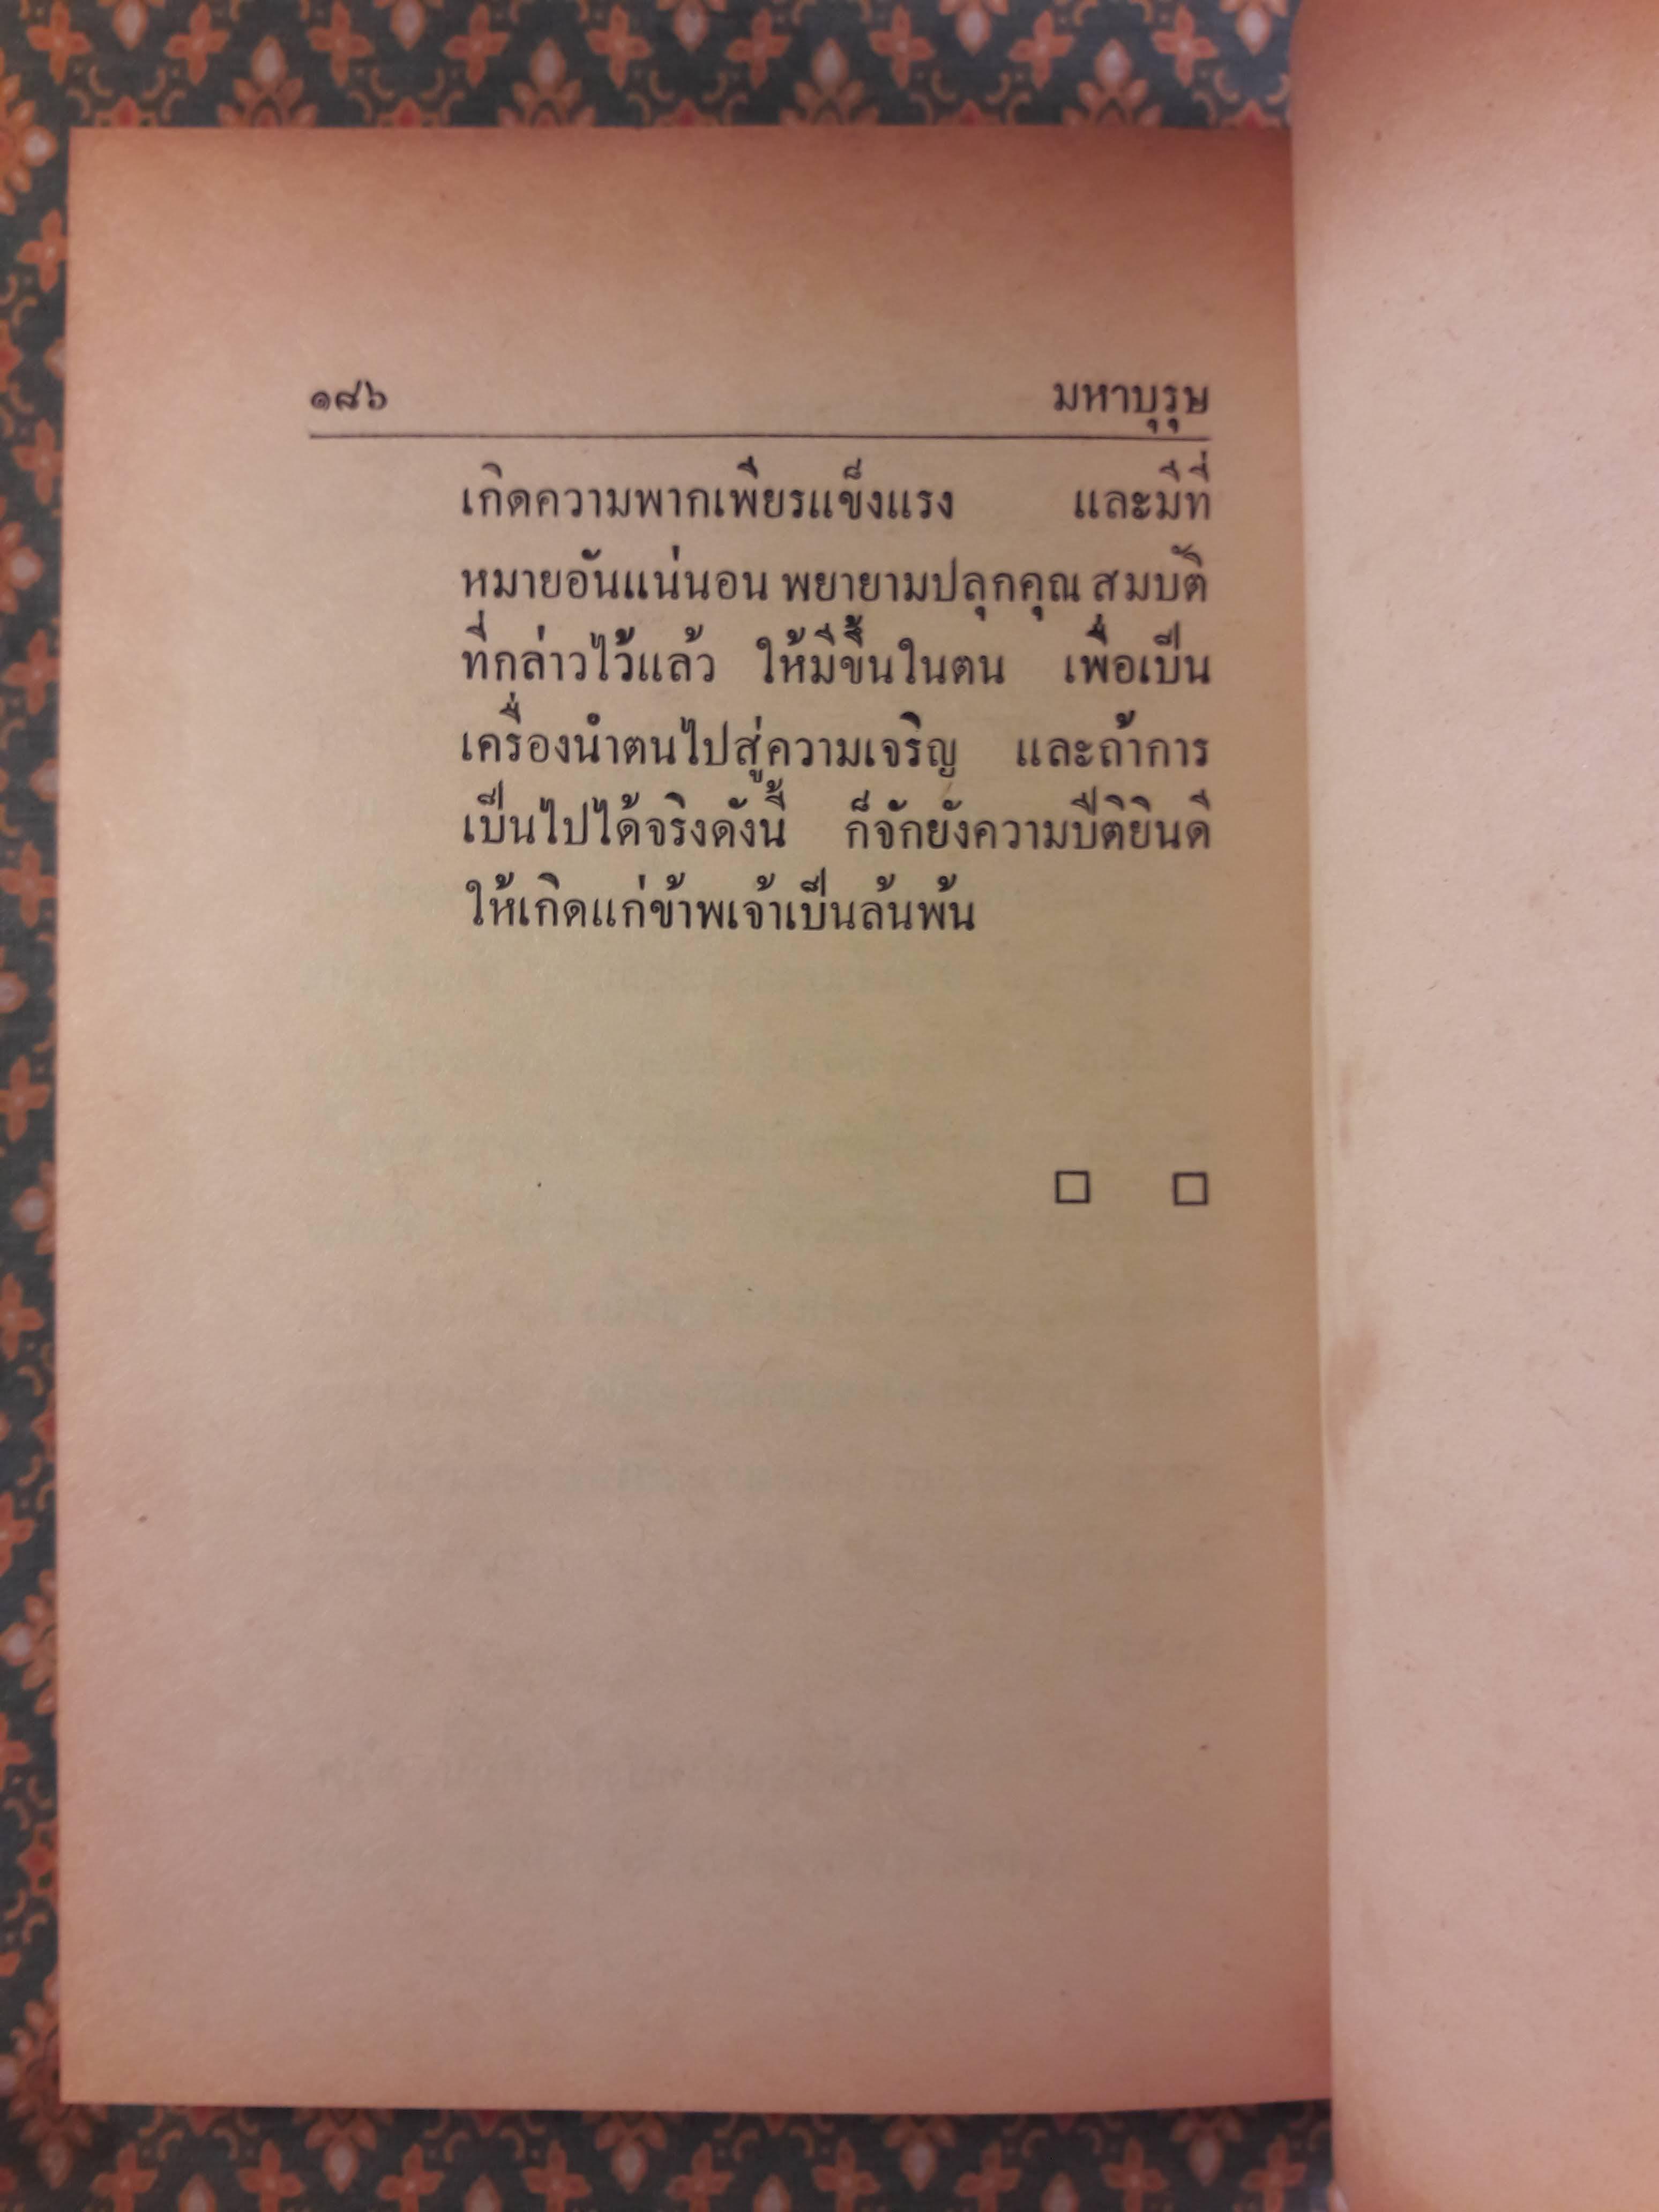 ๑๘๖ มหาบุรุษ
เกิดความพากเพียรแข็งแรง และมีที่
หมายอันแน่นอน พยายามปลุกคุณ สมบัติ
ที่กล่าวไว้แล้ว ให้มีขึ้นในตน เพื่อเป็น
เครื่องนำตนไปสู่ความเจริญ และถ้าการ
เป็นไปได้จริงดังนี้ ก็จักยังความปีติยินดี
ให้เกิดแก่ข้าพเจ้าเป็นล้นพ้น